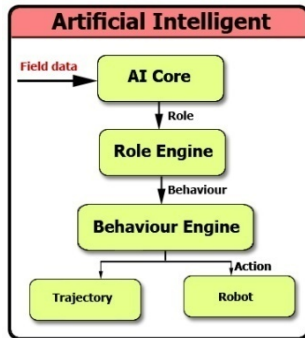 Artificial Intelligent
Field data
AI Core
Role
Role Engine
Behaviour
Behaviour Engine
Action
Trajectory
Robot